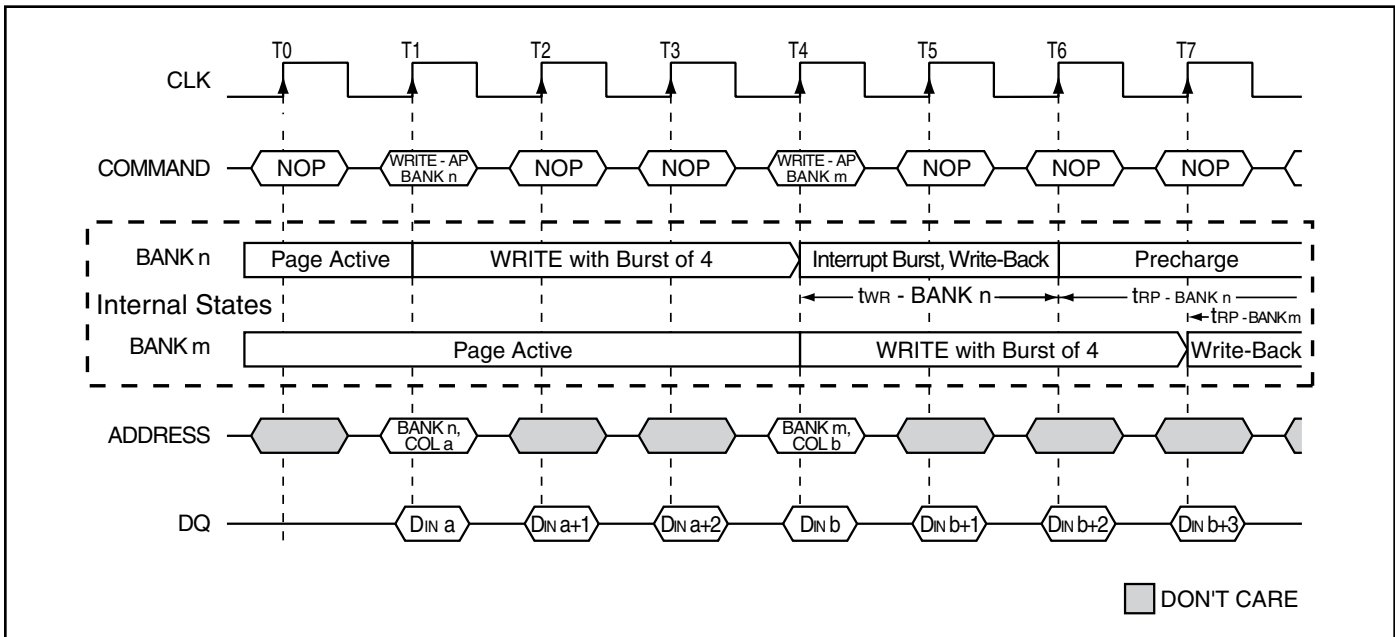 T0 T1 T2 T3 T4 T5 T6 T7
CLK
COMMAND NOP WRITE - AP BANK n NOP NOP WRITE - AP BANK m NOP NOP NOP
BANK n Page Active WRITE with Burst of 4 Interrupt Burst, Write-Back Precharge
Internal States tWR - BANK n tRP - BANK n
tRP - BANK m
BANK m Page Active WRITE with Burst of 4 Write-Back
ADDRESS BANK n, COL a BANK m, COL b
DQ DIN a DIN a+1 DIN a+2 DIN b DIN b+1 DIN b+2 DIN b+3
DON'T CARE